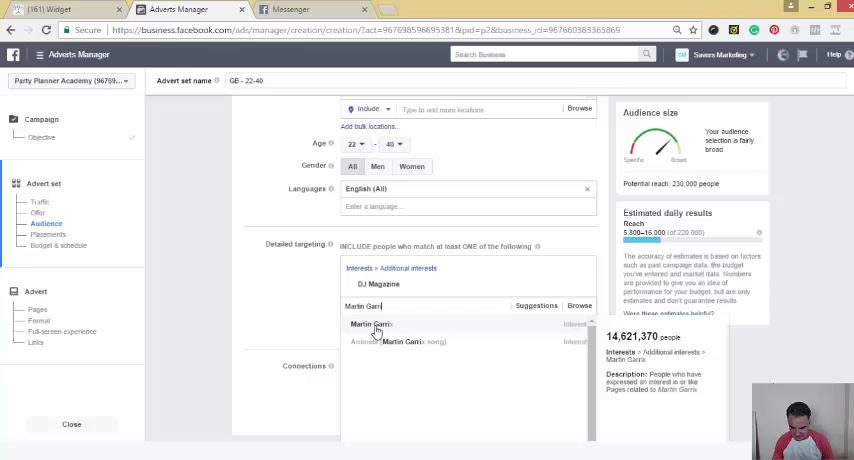 (161) Widget
Adverts Manager
Messenger
Secure
https://business.facebook.com/ads/manager/creation/creation/?act=967698596695381&pid=p2&business_id=967660383365869
Adverts Manager
Search Business
Savers Marketing
Help
Party Planner Academy (96769...
Advert set name
GB - 22-40
Campaign
Objective
Advert set
Traffic
Offer
Audience
Placements
Budget & schedule
Advert
Pages
Format
Full-screen experience
Links
Close
Include
Type to add more locations
Browse
Add bulk locations...
Age
22 - 40
Gender
All Men Women
Languages
English (All)
Enter a language...
Detailed targeting
INCLUDE people who match at least ONE of the following
Interests > Additional interests
DJ Magazine
Martin Garri
Suggestions
Browse
Martin Garrix
Interest
Animals (Martin Garrix song)
Interest
Connections
14,621,370 people
Interests > Additional interests >
Martin Garrix
Description: People who have
expressed an interest in or like
Pages related to Martin Garrix
Audience size
Specific
Broad
Your audience
selection is fairly
broad.
Potential reach: 230,000 people
Estimated daily results
Reach
5,800–16,000 (of 220,000)
The accuracy of estimates is based on factors
such as past campaign data, the budget
you've entered and market data. Numbers
are provided to give you an idea of
performance for your budget, but are only
estimates and don't guarantee results.
Were these estimates helpful?